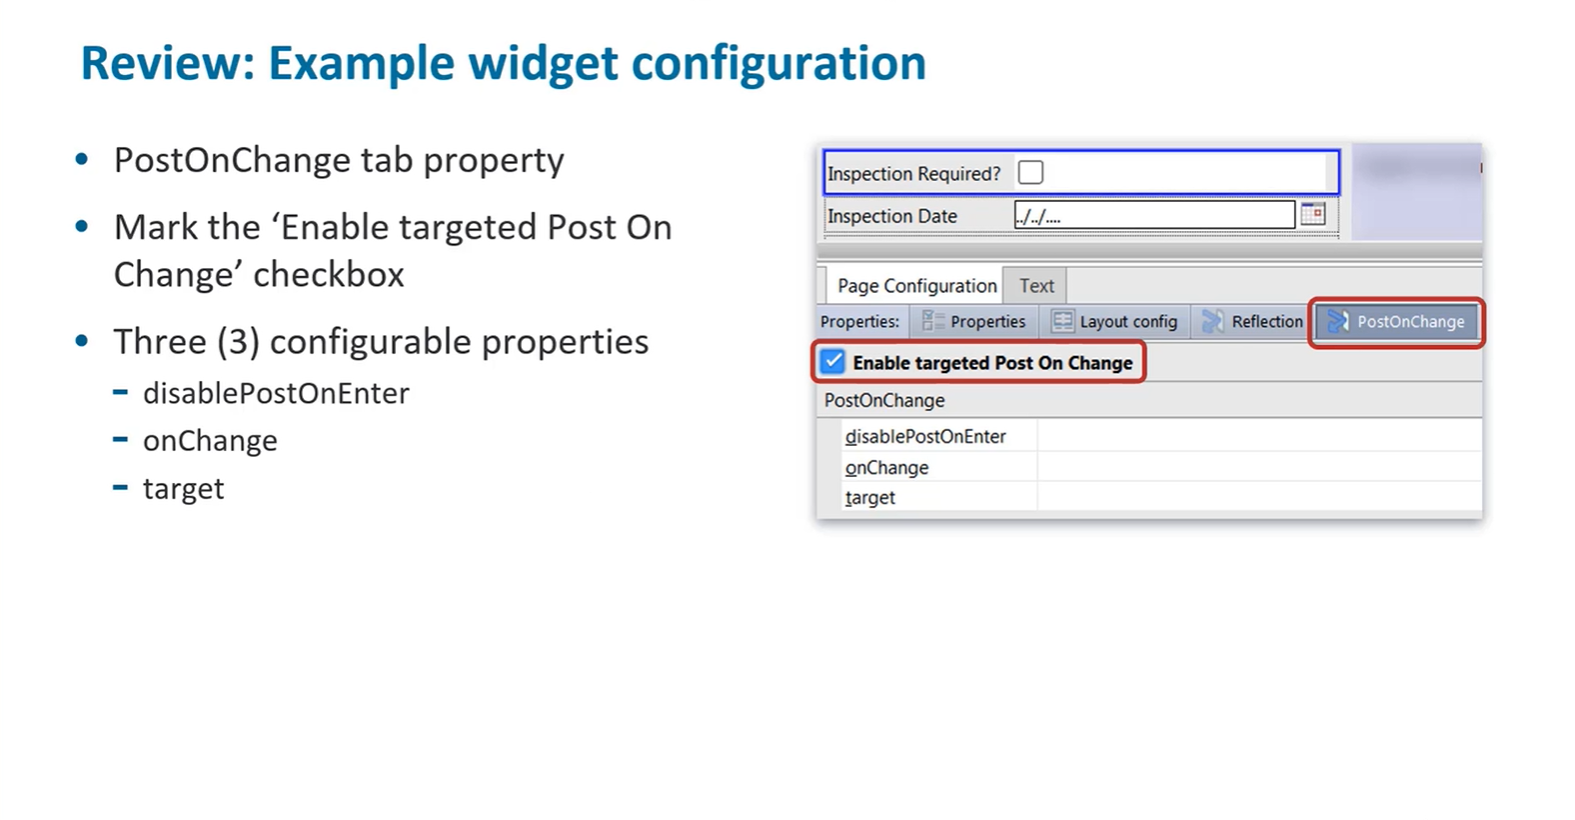 Review: Example widget configuration
• PostOnChange tab property
• Mark the ‘Enable targeted Post On
Change’ checkbox
• Three (3) configurable properties
- disablePostOnEnter
- onChange
- target
Inspection Required?
Inspection Date ../../....
Page Configuration Text
Properties: Properties Layout config Reflection PostOnChange
Enable targeted Post On Change
PostOnChange
disablePostOnEnter
onChange
target